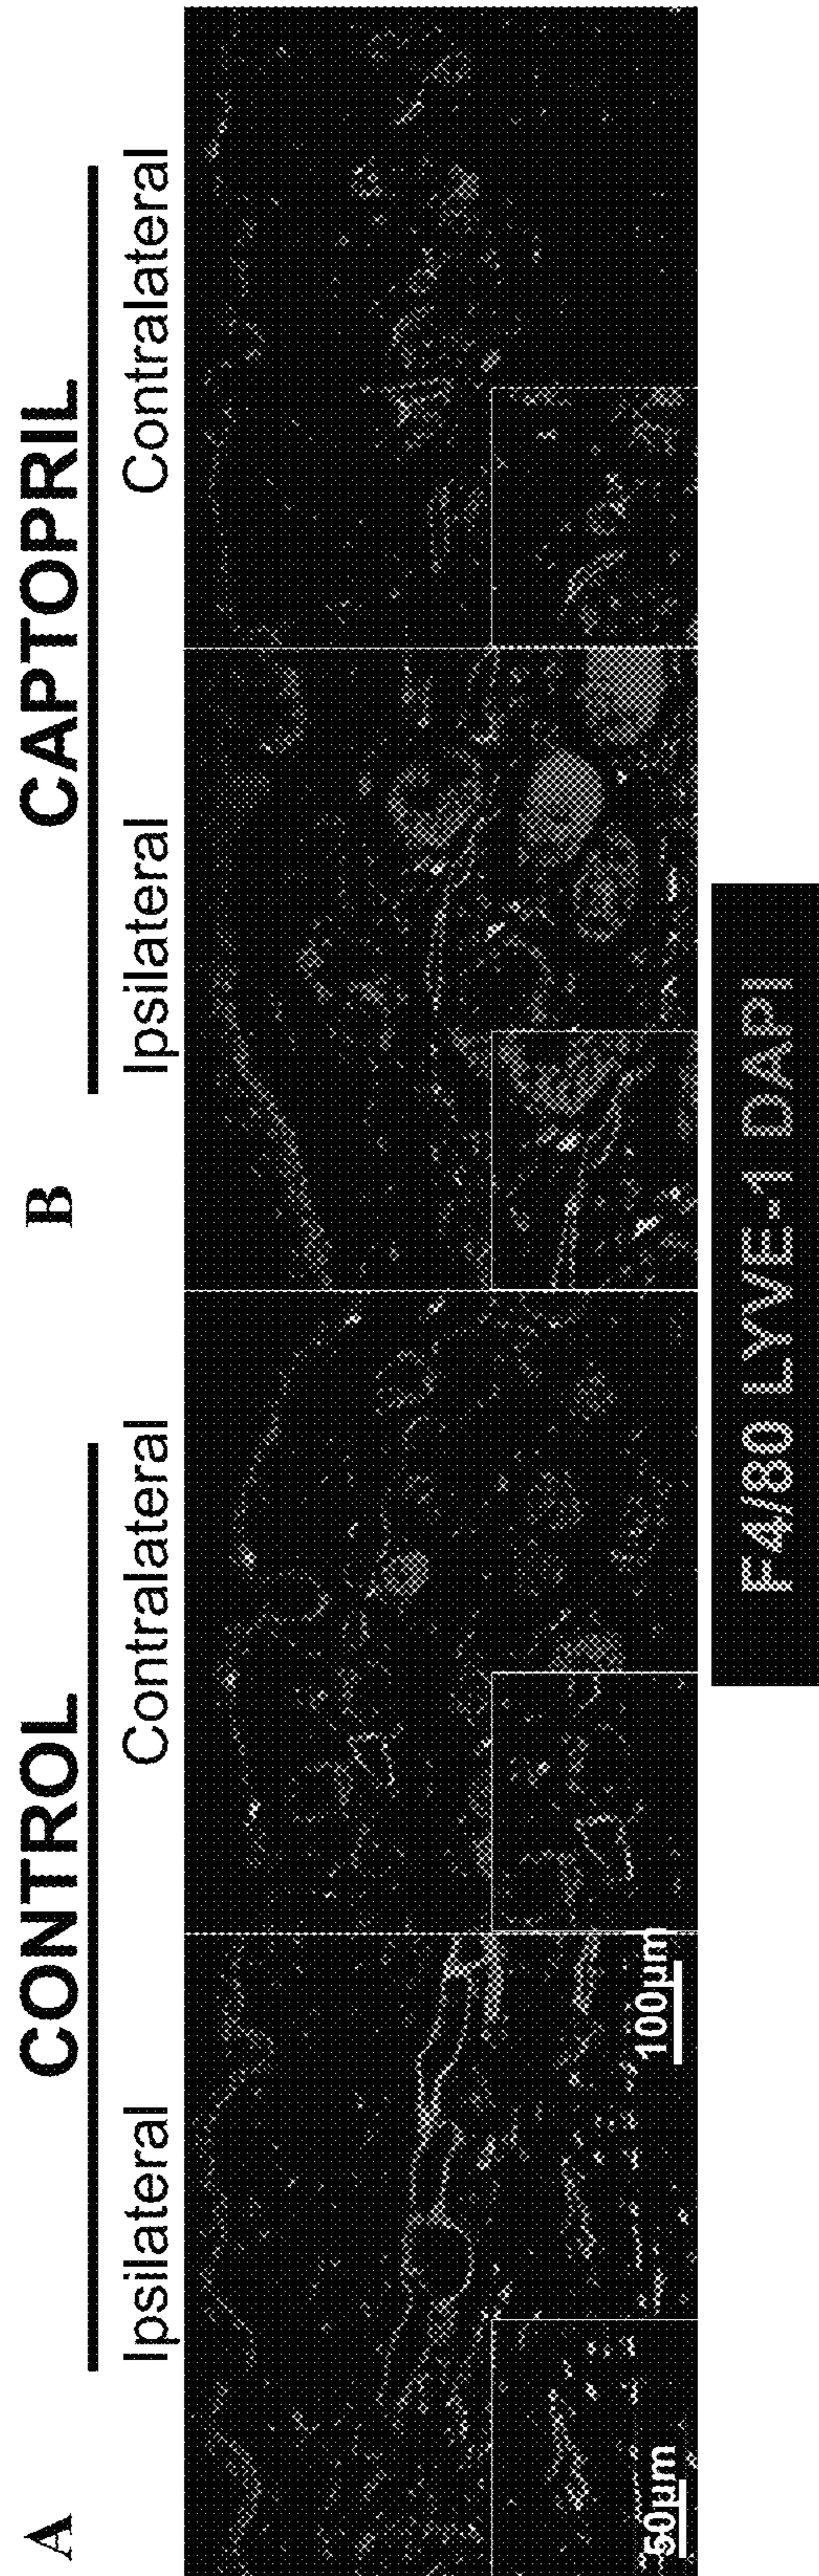 A
CONTROL
Ipsilateral
Contralateral
B
CAPTOPRIL
Ipsilateral
Contralateral
50µm
100µm
F4/80 LYVE-1 DAPI